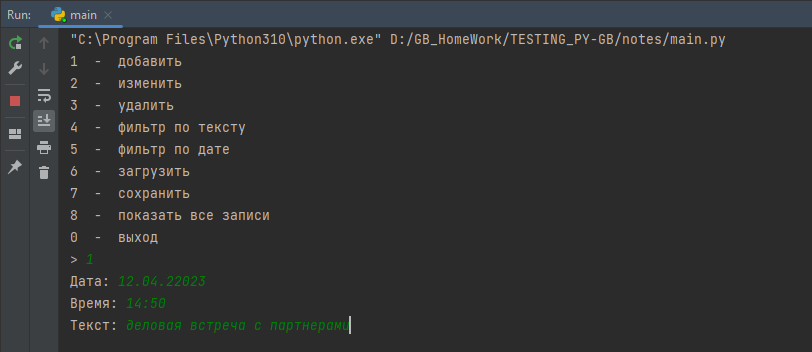 Run: main
"C:\Program Files\Python310\python.exe" D:/GB_HomeWork/TESTING_PY-GB/notes/main.py
1 - добавить
2 - изменить
3 - удалить
4 - фильтр по тексту
5 - фильтр по дате
6 - загрузить
7 - сохранить
8 - показать все записи
0 - выход
> 1
Дата: 12.04.22023
Время: 14:50
Текст: деловая встреча с партнерами